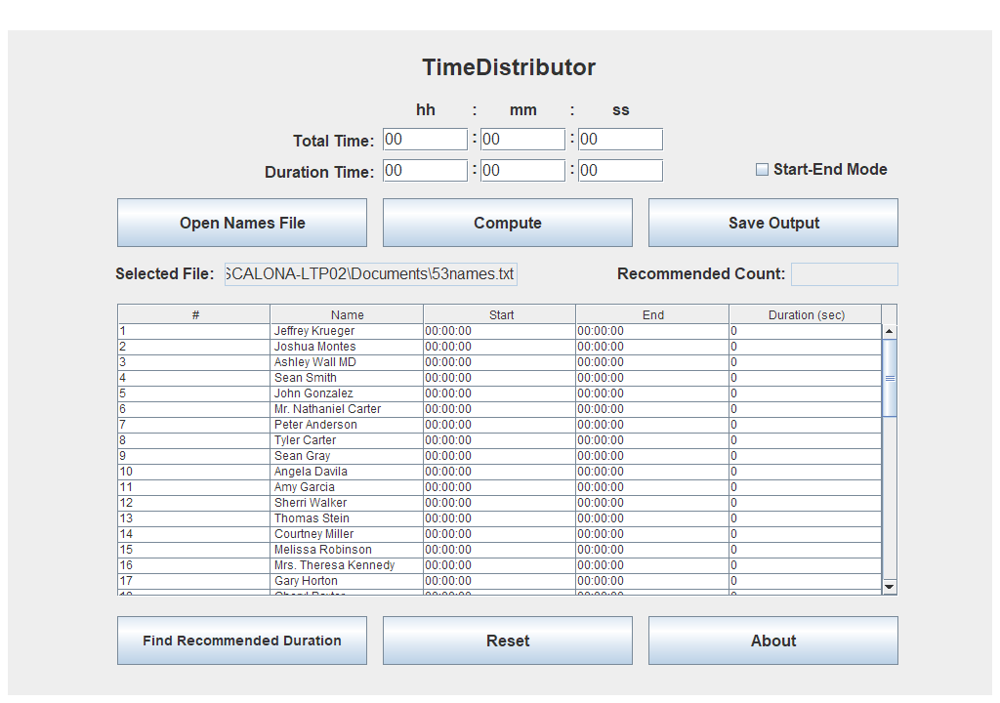 TimeDistributor
hh : mm : ss
Total Time: 00 : 00 : 00
Duration Time: 00 : 00 : 00 Start-End Mode
Open Names File Compute Save Output
Selected File: SCALONA-LTP02\Documents\53names.txt Recommended Count:
# Name Start End Duration (sec)
1 Jeffrey Krueger 00:00:00 00:00:00 0
2 Joshua Montes 00:00:00 00:00:00 0
3 Ashley Wall MD 00:00:00 00:00:00 0
4 Sean Smith 00:00:00 00:00:00 0
5 John Gonzalez 00:00:00 00:00:00 0
6 Mr. Nathaniel Carter 00:00:00 00:00:00 0
7 Peter Anderson 00:00:00 00:00:00 0
8 Tyler Carter 00:00:00 00:00:00 0
9 Sean Gray 00:00:00 00:00:00 0
10 Angela Davila 00:00:00 00:00:00 0
11 Amy Garcia 00:00:00 00:00:00 0
12 Sherri Walker 00:00:00 00:00:00 0
13 Thomas Stein 00:00:00 00:00:00 0
14 Courtney Miller 00:00:00 00:00:00 0
15 Melissa Robinson 00:00:00 00:00:00 0
16 Mrs. Theresa Kennedy 00:00:00 00:00:00 0
17 Gary Horton 00:00:00 00:00:00 0
Find Recommended Duration Reset About